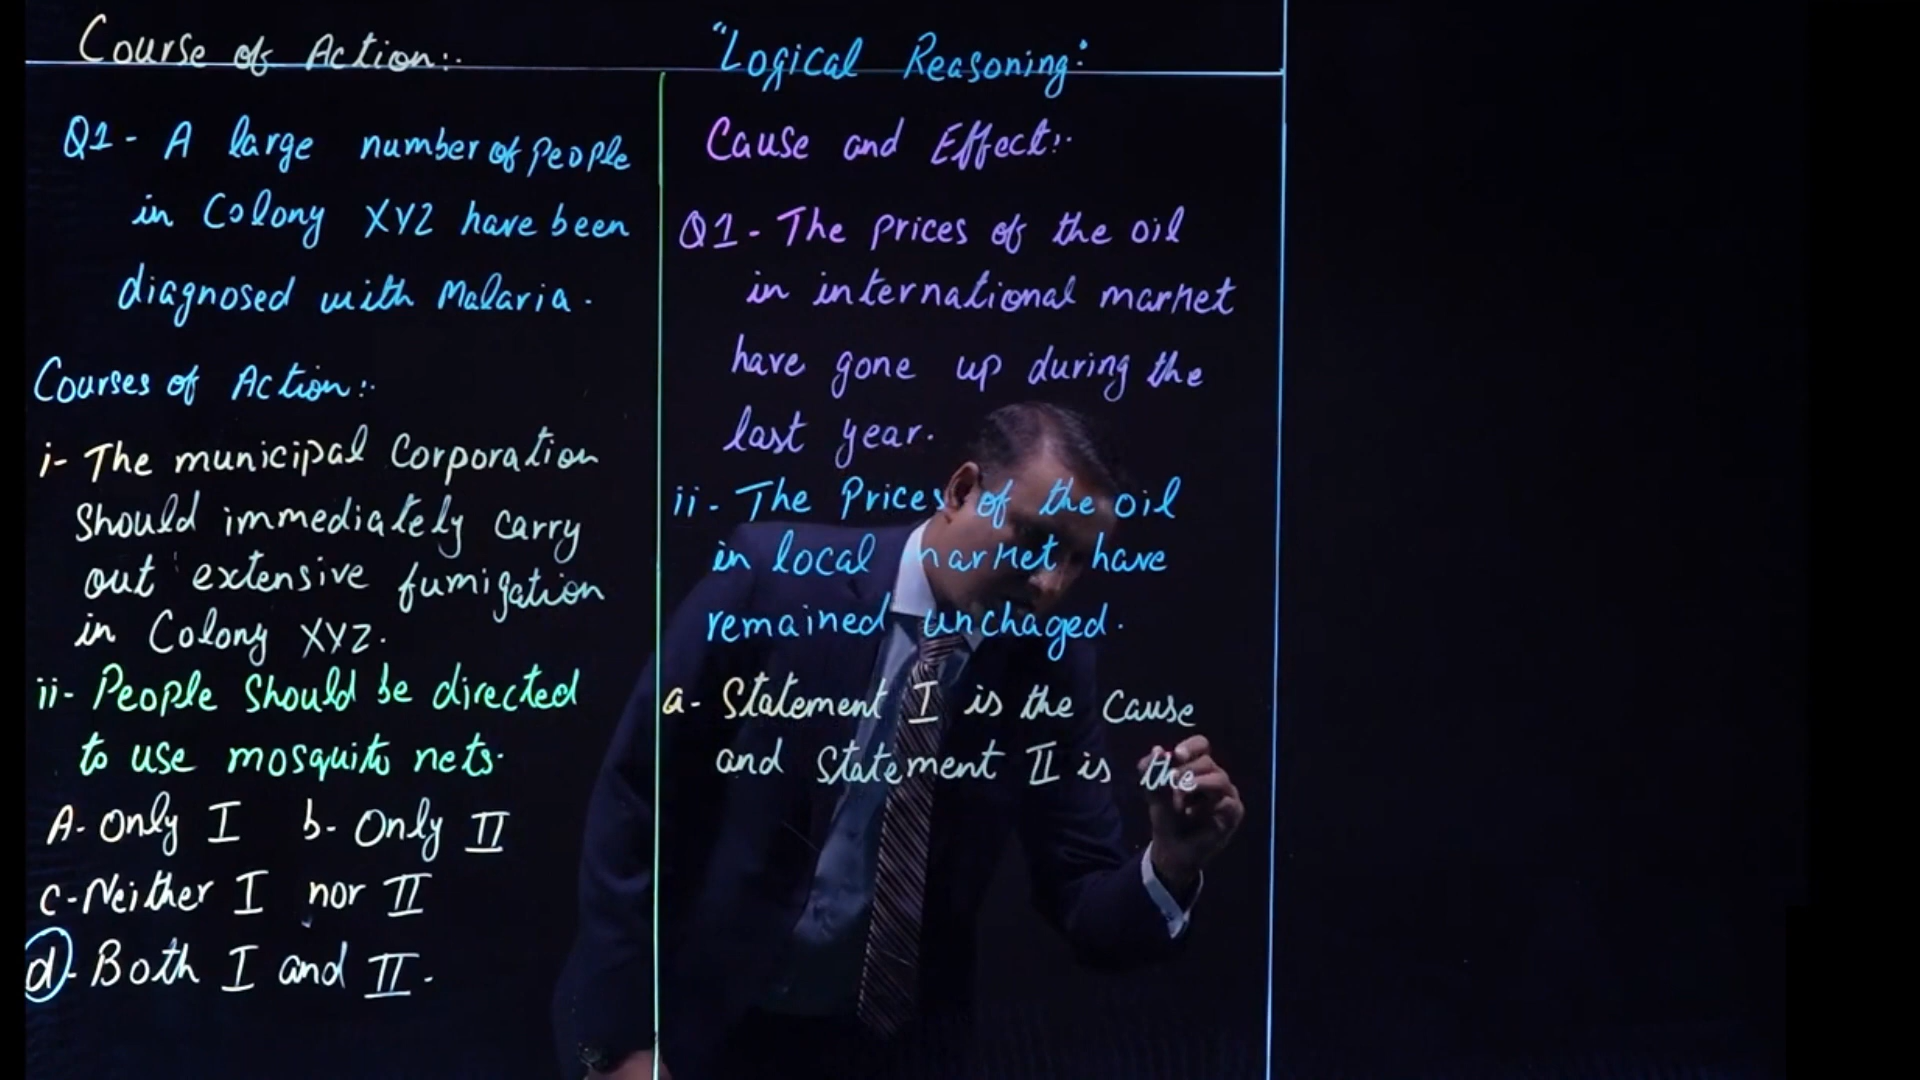 Course of Action:-
"Logical Reasoning:"
Q1- A large number of people
in Colony XYZ have been
diagnosed with Malaria.
Courses of Action:-
i- The municipal Corporation
Should immediately carry
out extensive fumigation
in Colony XYZ.
ii- People Should be directed
to use mosquito nets.
A- Only I b- Only II
C- Neither I nor II
d- Both I and II.
Cause and Effect:-
Q1- The prices of the oil
in international market
have gone up during the
last year.
ii- The Prices of the oil
in local market have
remained unchaged.
a- Statement I is the Cause
and Statement II is the